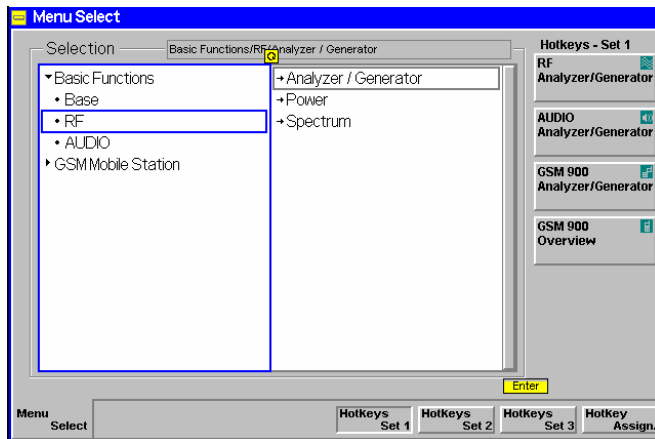 Menu Select
Selection
Basic Functions/RF/Analyzer / Generator
Hotkeys - Set 1
Basic Functions
Base
RF
AUDIO
GSM Mobile Station
Analyzer / Generator
Power
Spectrum
RF
Analyzer/Generator
AUDIO
Analyzer/Generator
GSM 900
Analyzer/Generator
GSM 900
Overview
Enter
Menu
Select
Hotkeys
Set 1
Hotkeys
Set 2
Hotkeys
Set 3
Hotkey
Assign.